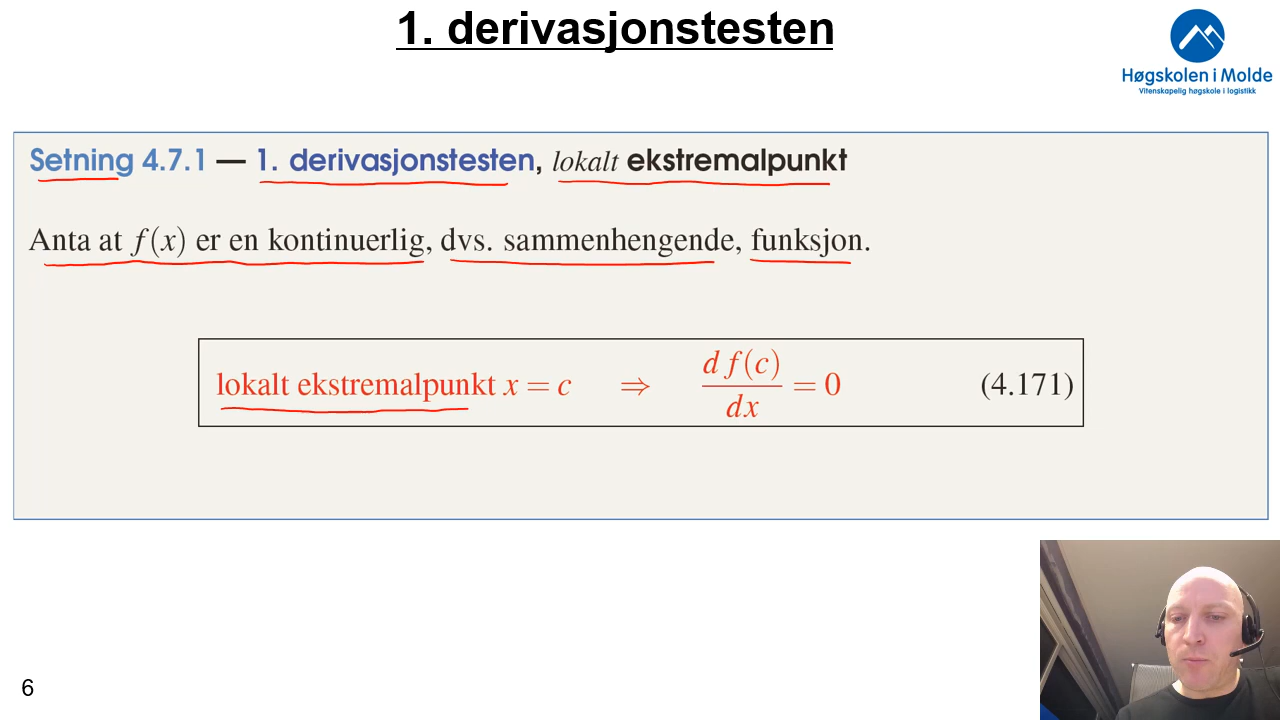 1. derivasjonstesten
Høgskolen i Molde
Vitenskapelig høgskole i logistikk
Setning 4.7.1 — 1. derivasjonstesten, lokalt ekstremalpunkt
Anta at f(x) er en kontinuerlig, dvs. sammenhengende, funksjon.
lokalt ekstremalpunkt x = c ⇒ d f(c)/dx = 0 (4.171)
6